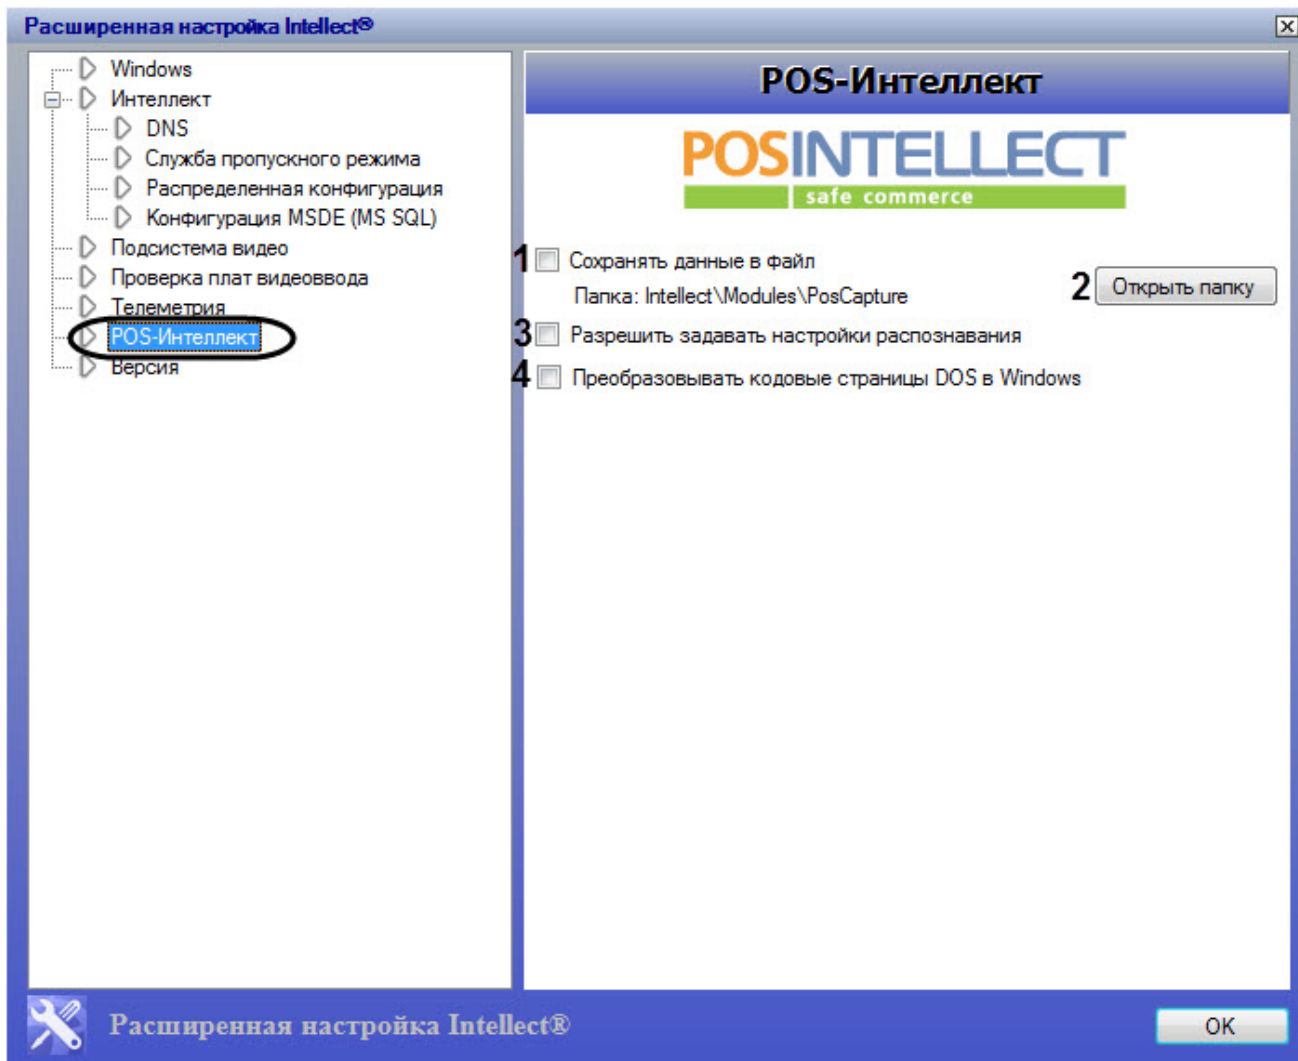 Расширенная настройка Intellect®
Windows
Интеллект
DNS
Служба пропускного режима
Распределенная конфигурация
Конфигурация MSDE (MS SQL)
Подсистема видео
Проверка плат видеоввода
Телеметрия
POS-Интеллект
Версия
POS-Интеллект
POSINTELLECT
safe commerce
1 Сохранять данные в файл
Папка: Intellect\Modules\PosCapture
2 Открыть папку
3 Разрешить задавать настройки распознавания
4 Преобразовывать кодовые страницы DOS в Windows
Расширенная настройка Intellect®
OK